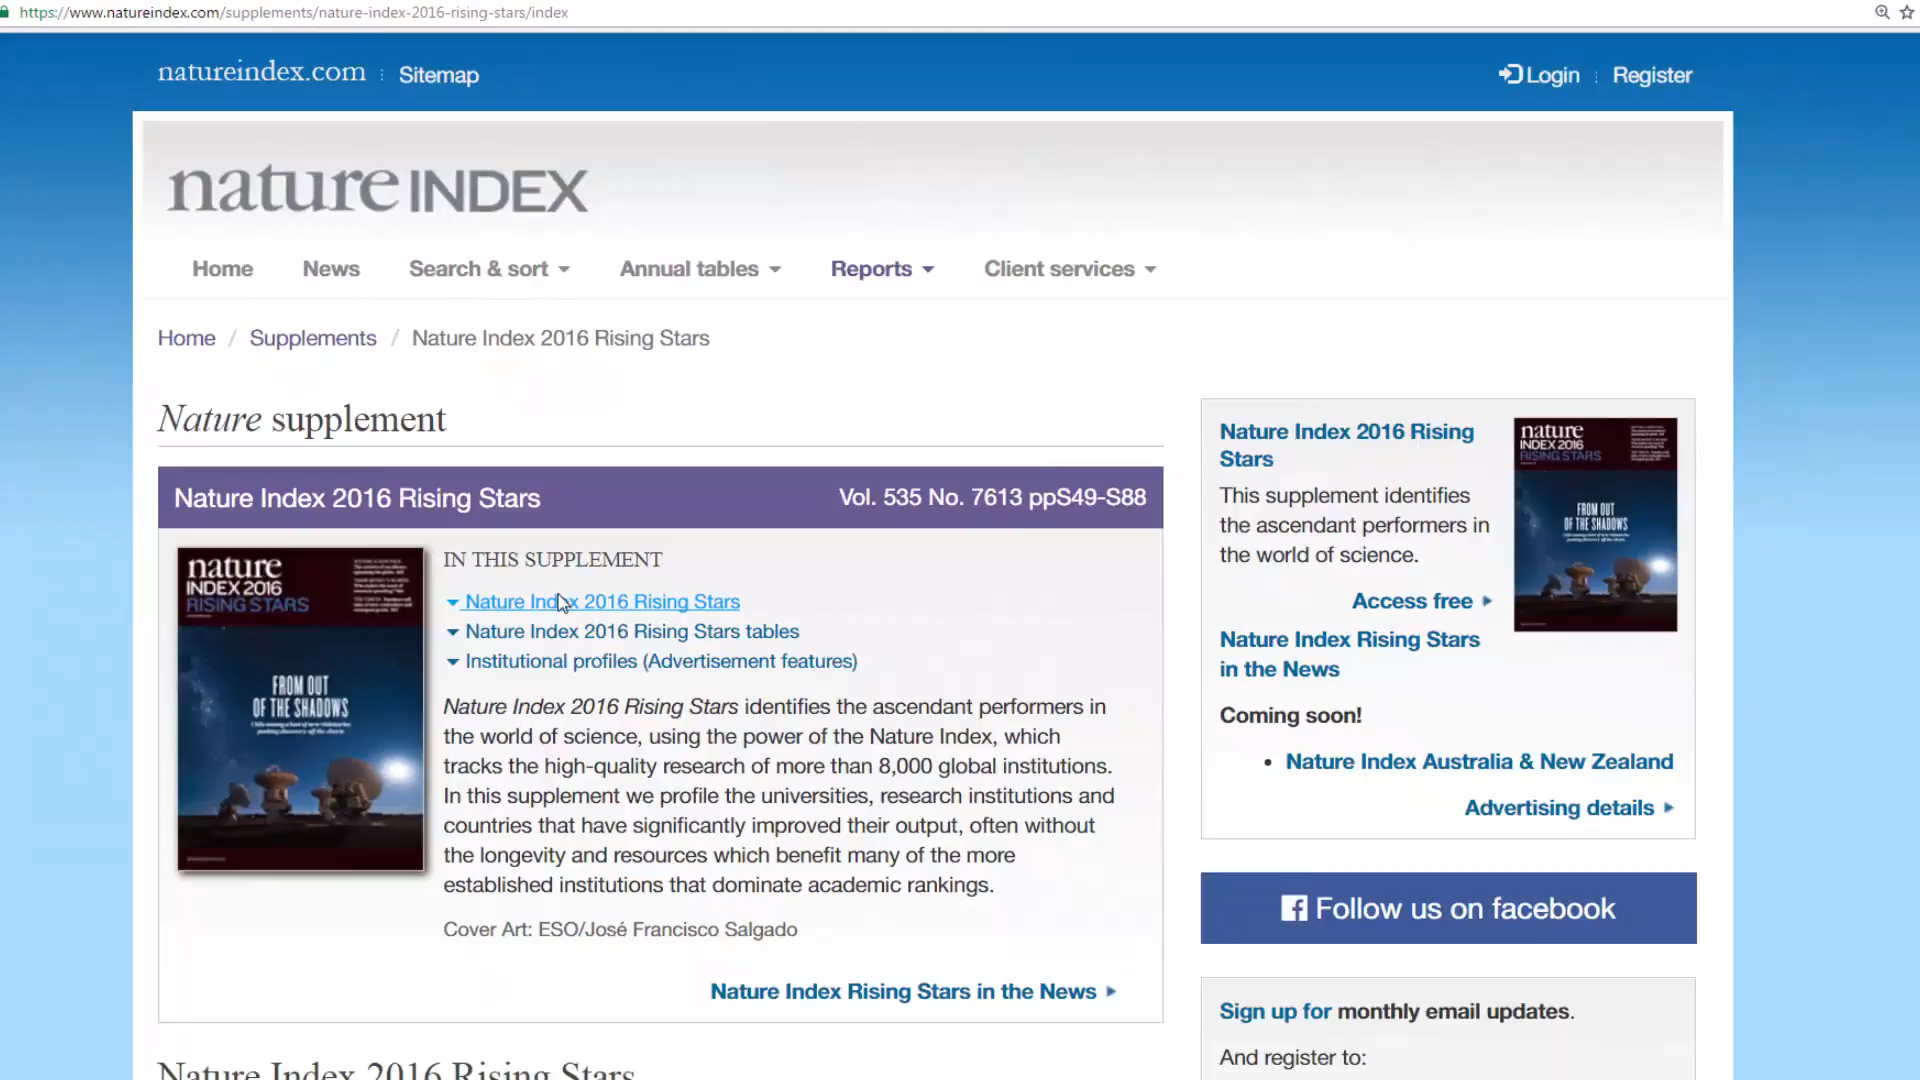 https://www.natureindex.com/supplements/nature-index-2016-rising-stars/index
natureindex.com
Sitemap
Login
Register
nature INDEX
Home
News
Search & sort
Annual tables
Reports
Client services
Home / Supplements / Nature Index 2016 Rising Stars
Nature supplement
Nature Index 2016 Rising Stars
Vol. 535 No. 7613 ppS49-S88
nature
INDEX 2016
RISING STARS
FROM OUT
OF THE SHADOWS
IN THIS SUPPLEMENT
Nature Index 2016 Rising Stars
Nature Index 2016 Rising Stars tables
Institutional profiles (Advertisement features)
Nature Index 2016 Rising Stars identifies the ascendant performers in
the world of science, using the power of the Nature Index, which
tracks the high-quality research of more than 8,000 global institutions.
In this supplement we profile the universities, research institutions and
countries that have significantly improved their output, often without
the longevity and resources which benefit many of the more
established institutions that dominate academic rankings.
Cover Art: ESO/José Francisco Salgado
Nature Index Rising Stars in the News
Nature Index 2016 Rising Stars
Nature Index 2016 Rising
Stars
This supplement identifies
the ascendant performers in
the world of science.
Access free
nature
INDEX 2016
RISING STARS
FROM OUT
OF THE SHADOWS
Nature Index Rising Stars
in the News
Coming soon!
• Nature Index Australia & New Zealand
Advertising details
Follow us on facebook
Sign up for monthly email updates.
And register to: